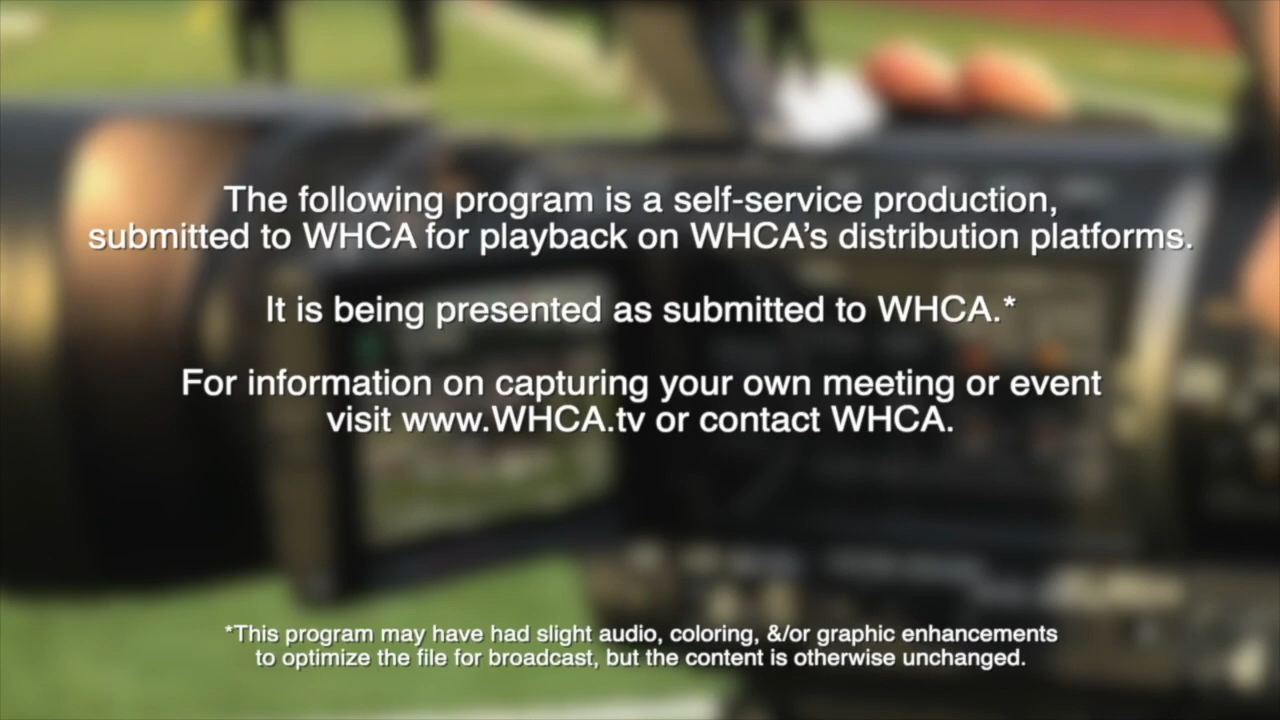 The following program is a self-service production,
submitted to WHCA for playback on WHCA’s distribution platforms.
It is being presented as submitted to WHCA.*
For information on capturing your own meeting or event
visit www.WHCA.tv or contact WHCA.
*This program may have had slight audio, coloring, &/or graphic enhancements
to optimize the file for broadcast, but the content is otherwise unchanged.